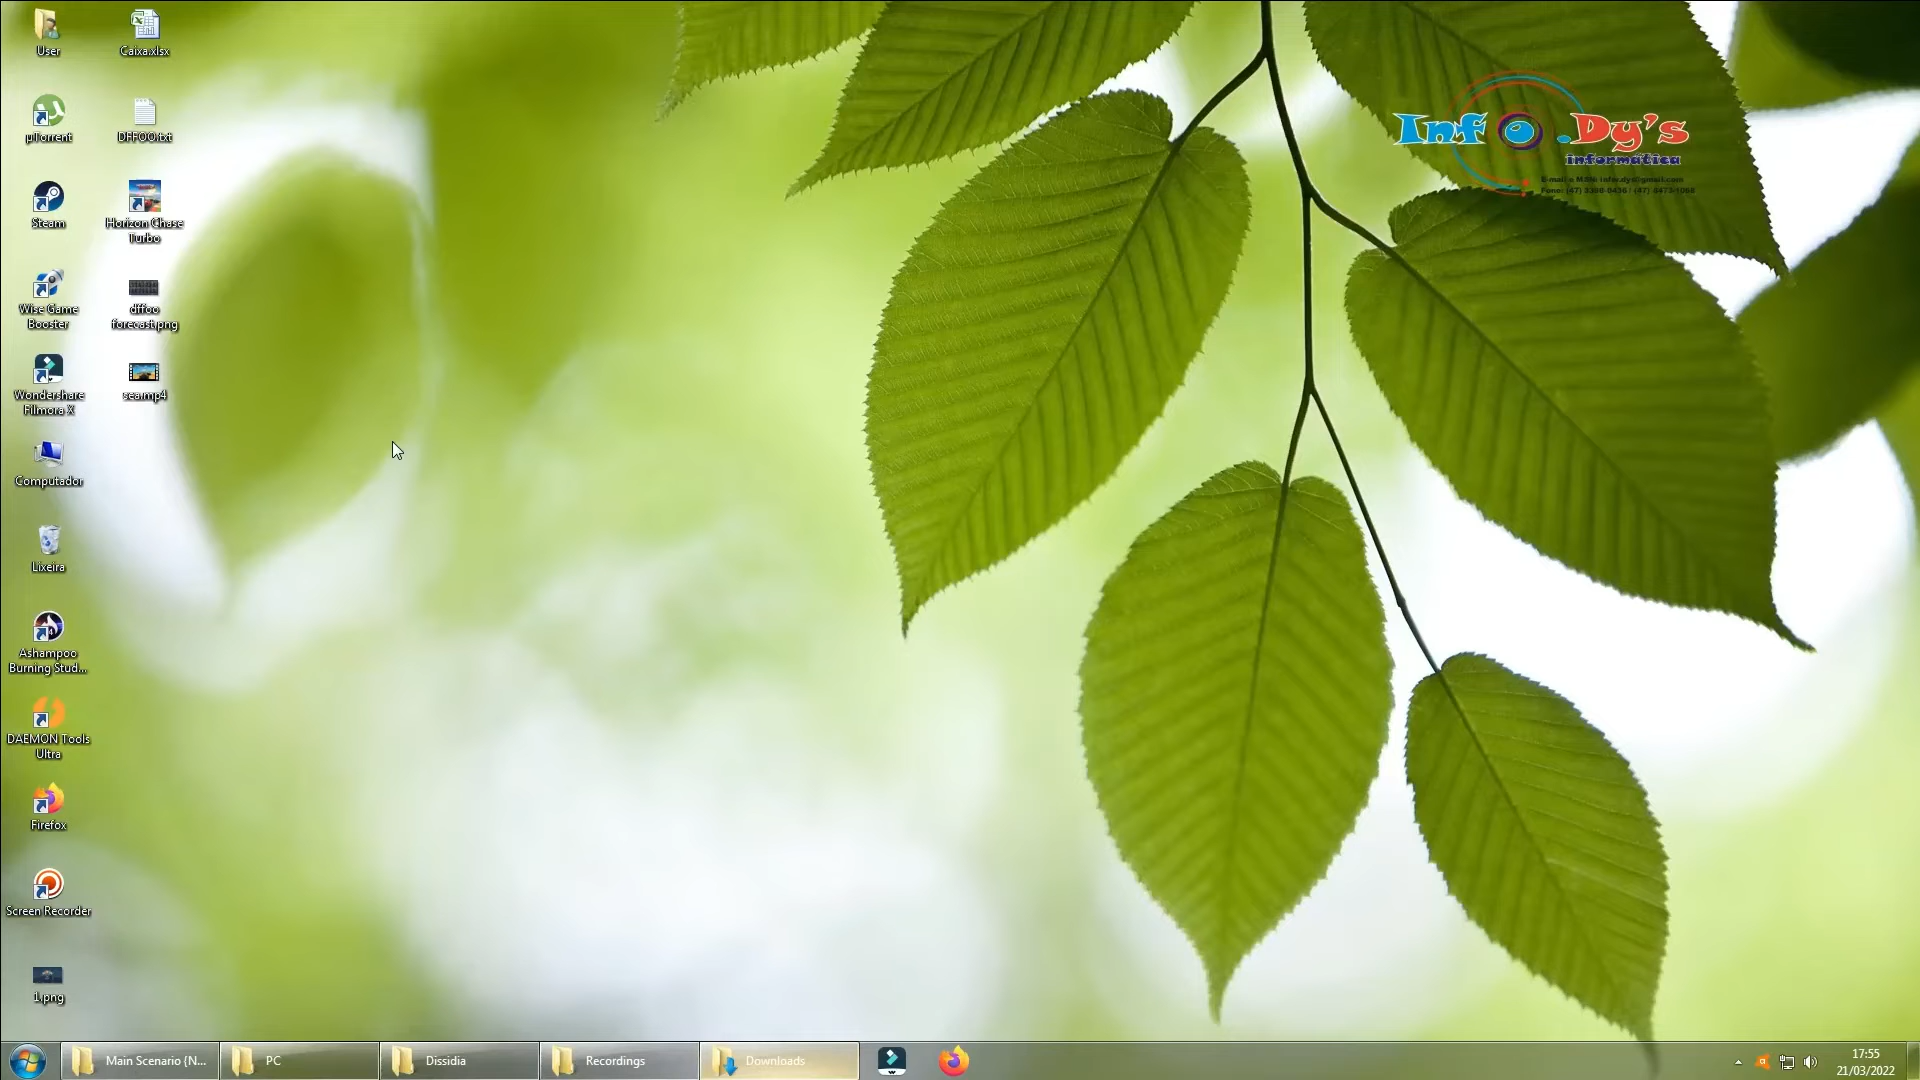 User
Caixa.xlsx
µTorrent
DFFOO.txt
Steam
Horizon Chase
Turbo
Wise Game
Booster
dffoo
forecast.png
Wondershare
Filmora X
sea.mp4
Computador
Lixeira
Ashampoo
Burning Stud...
DAEMON Tools
Ultra
Firefox
Screen Recorder
1.png
Info.Dy's
informática
Main Scenario {N...
PC
Dissidia
Recordings
Downloads
17:55
21/03/2022